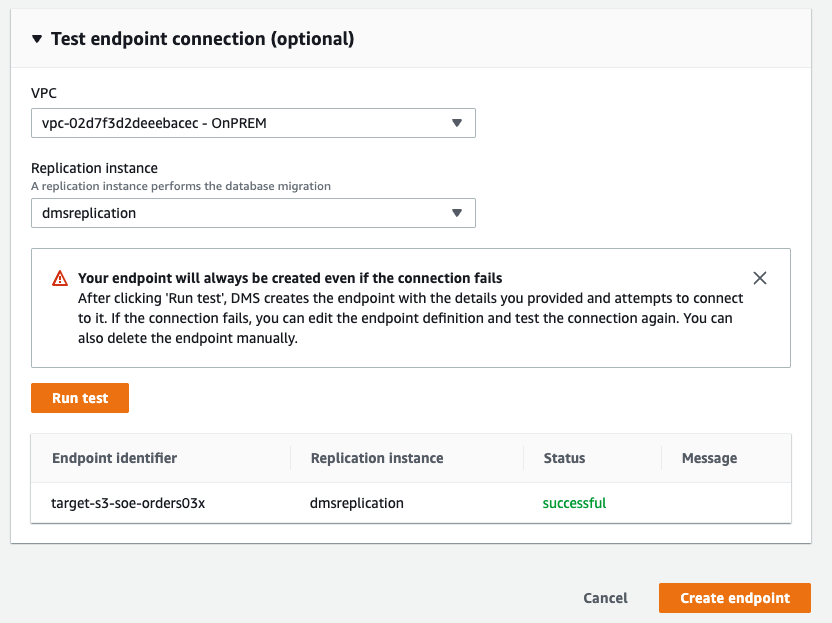 Test endpoint connection (optional)
VPC
vpc-02d7f3d2deeebacec - OnPREM
Replication instance
A replication instance performs the database migration
dmsreplication
Your endpoint will always be created even if the connection fails
After clicking 'Run test', DMS creates the endpoint with the details you provided and attempts to connect
to it. If the connection fails, you can edit the endpoint definition and test the connection again. You can
also delete the endpoint manually.
Run test
Endpoint identifier Replication instance Status Message
target-s3-soe-orders03x dmsreplication successful
Cancel Create endpoint